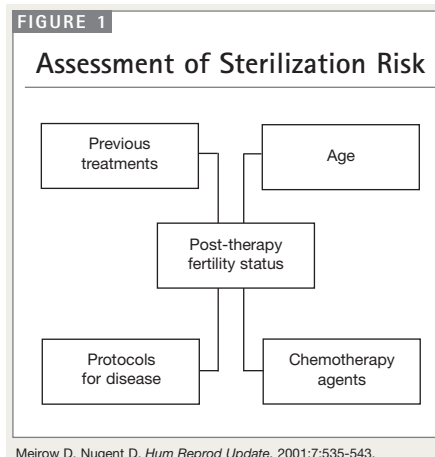 FIGURE 1
Assessment of Sterilization Risk
Previous
treatments
Age
Post-therapy
fertility status
Protocols
for disease
Chemotherapy
agents
Meirow D, Nugent D. Hum Reprod Update. 2001;7:535-543.